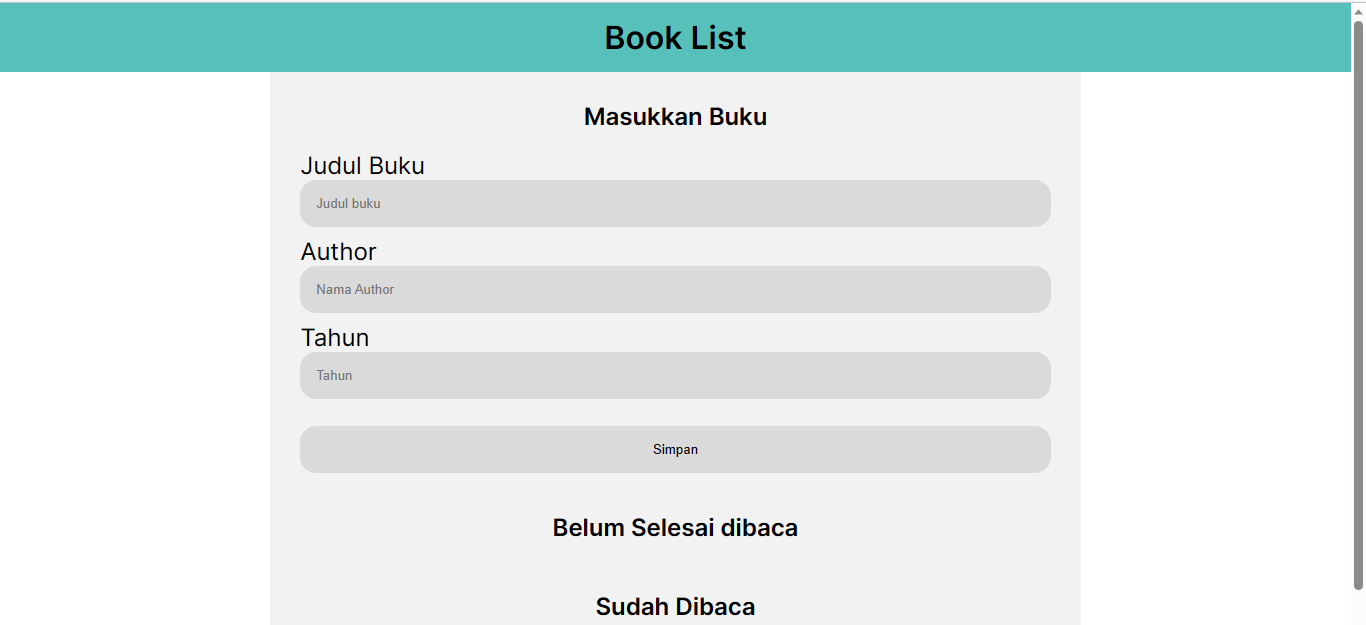 Book List
Masukkan Buku
Judul Buku
Judul buku
Author
Nama Author
Tahun
Tahun
Simpan
Belum Selesai dibaca
Sudah Dibaca